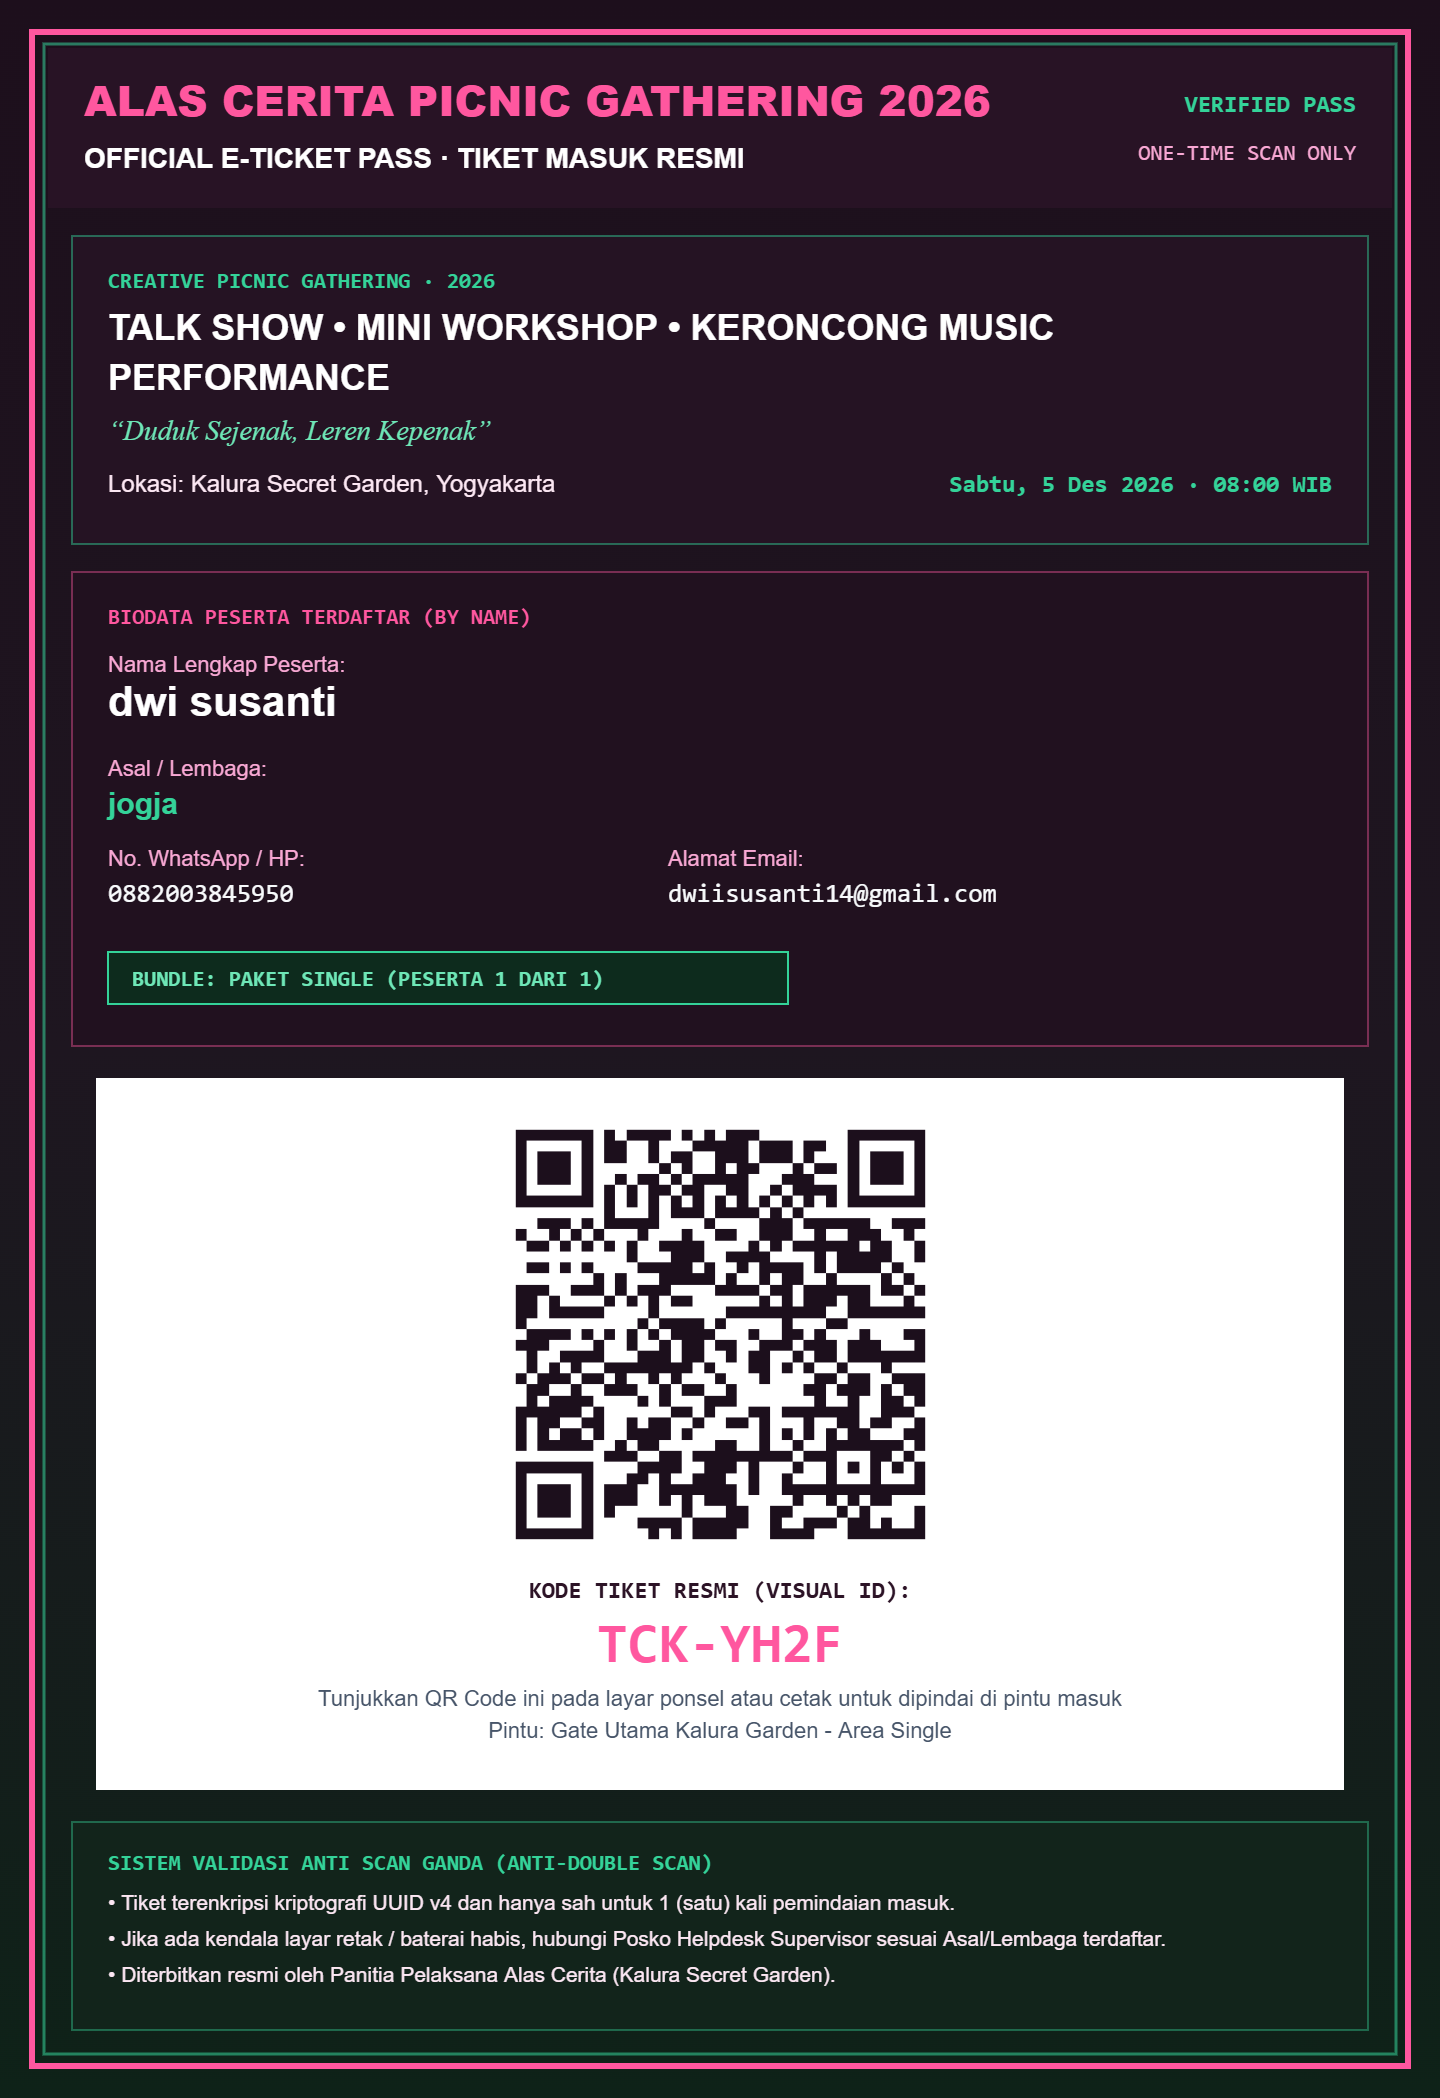 ALAS CERITA PICNIC GATHERING 2026
VERIFIED PASS
OFFICIAL E-TICKET PASS · TIKET MASUK RESMI
ONE-TIME SCAN ONLY
CREATIVE PICNIC GATHERING · 2026
TALK SHOW • MINI WORKSHOP • KERONCONG MUSIC
PERFORMANCE
“Duduk Sejenak, Leren Kepenak”
Lokasi: Kalura Secret Garden, Yogyakarta
Sabtu, 5 Des 2026 · 08:00 WIB
BIODATA PESERTA TERDAFTAR (BY NAME)
Nama Lengkap Peserta:
dwi susanti
Asal / Lembaga:
jogja
No. WhatsApp / HP:
0882003845950
Alamat Email:
dwiisusanti14@gmail.com
BUNDLE: PAKET SINGLE (PESERTA 1 DARI 1)
KODE TIKET RESMI (VISUAL ID):
TCK-YH2F
Tunjukkan QR Code ini pada layar ponsel atau cetak untuk dipindai di pintu masuk
Pintu: Gate Utama Kalura Garden - Area Single
SISTEM VALIDASI ANTI SCAN GANDA (ANTI-DOUBLE SCAN)
• Tiket terenkripsi kriptografi UUID v4 dan hanya sah untuk 1 (satu) kali pemindaian masuk.
• Jika ada kendala layar retak / baterai habis, hubungi Posko Helpdesk Supervisor sesuai Asal/Lembaga terdaftar.
• Diterbitkan resmi oleh Panitia Pelaksana Alas Cerita (Kalura Secret Garden).